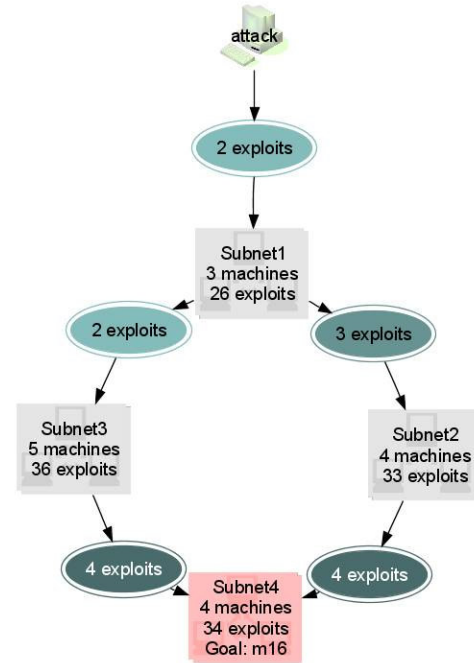 attack
2 exploits
Subnet1
3 machines
26 exploits
2 exploits
3 exploits
Subnet3
5 machines
36 exploits
Subnet2
4 machines
33 exploits
4 exploits
4 exploits
Subnet4
4 machines
34 exploits
Goal: m16